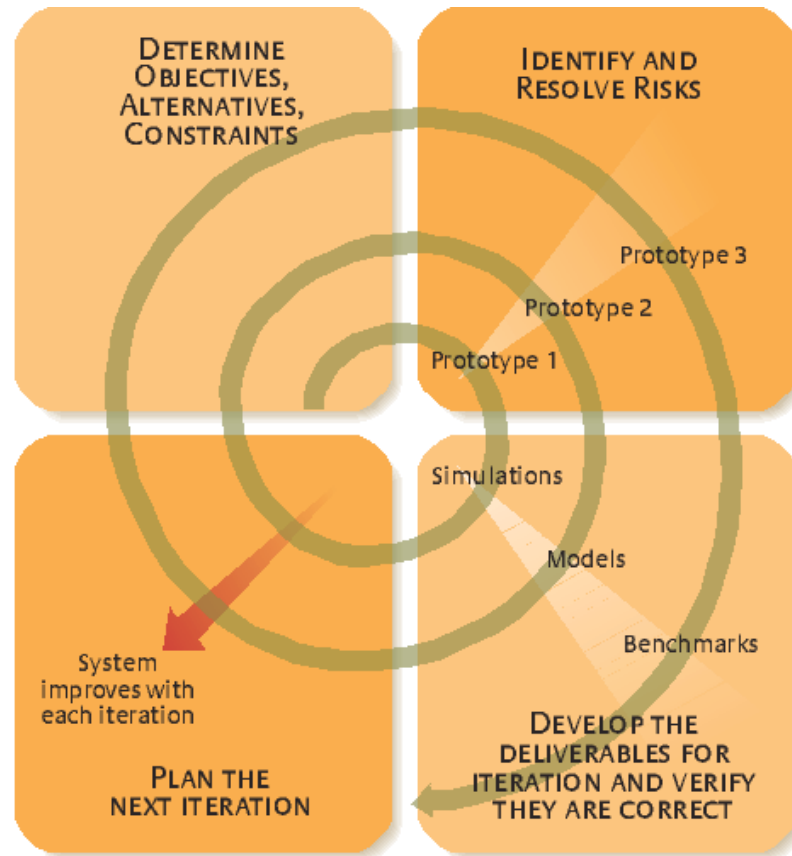 DETERMINE
OBJECTIVES,
ALTERNATIVES,
CONSTRAINTS
IDENTIFY AND
RESOLVE RISKS
Prototype 3
Prototype 2
Prototype 1
Simulations
Models
Benchmarks
DEVELOP THE
DELIVERABLES FOR
ITERATION AND VERIFY
THEY ARE CORRECT
System
improves with
each iteration
PLAN THE
NEXT ITERATION